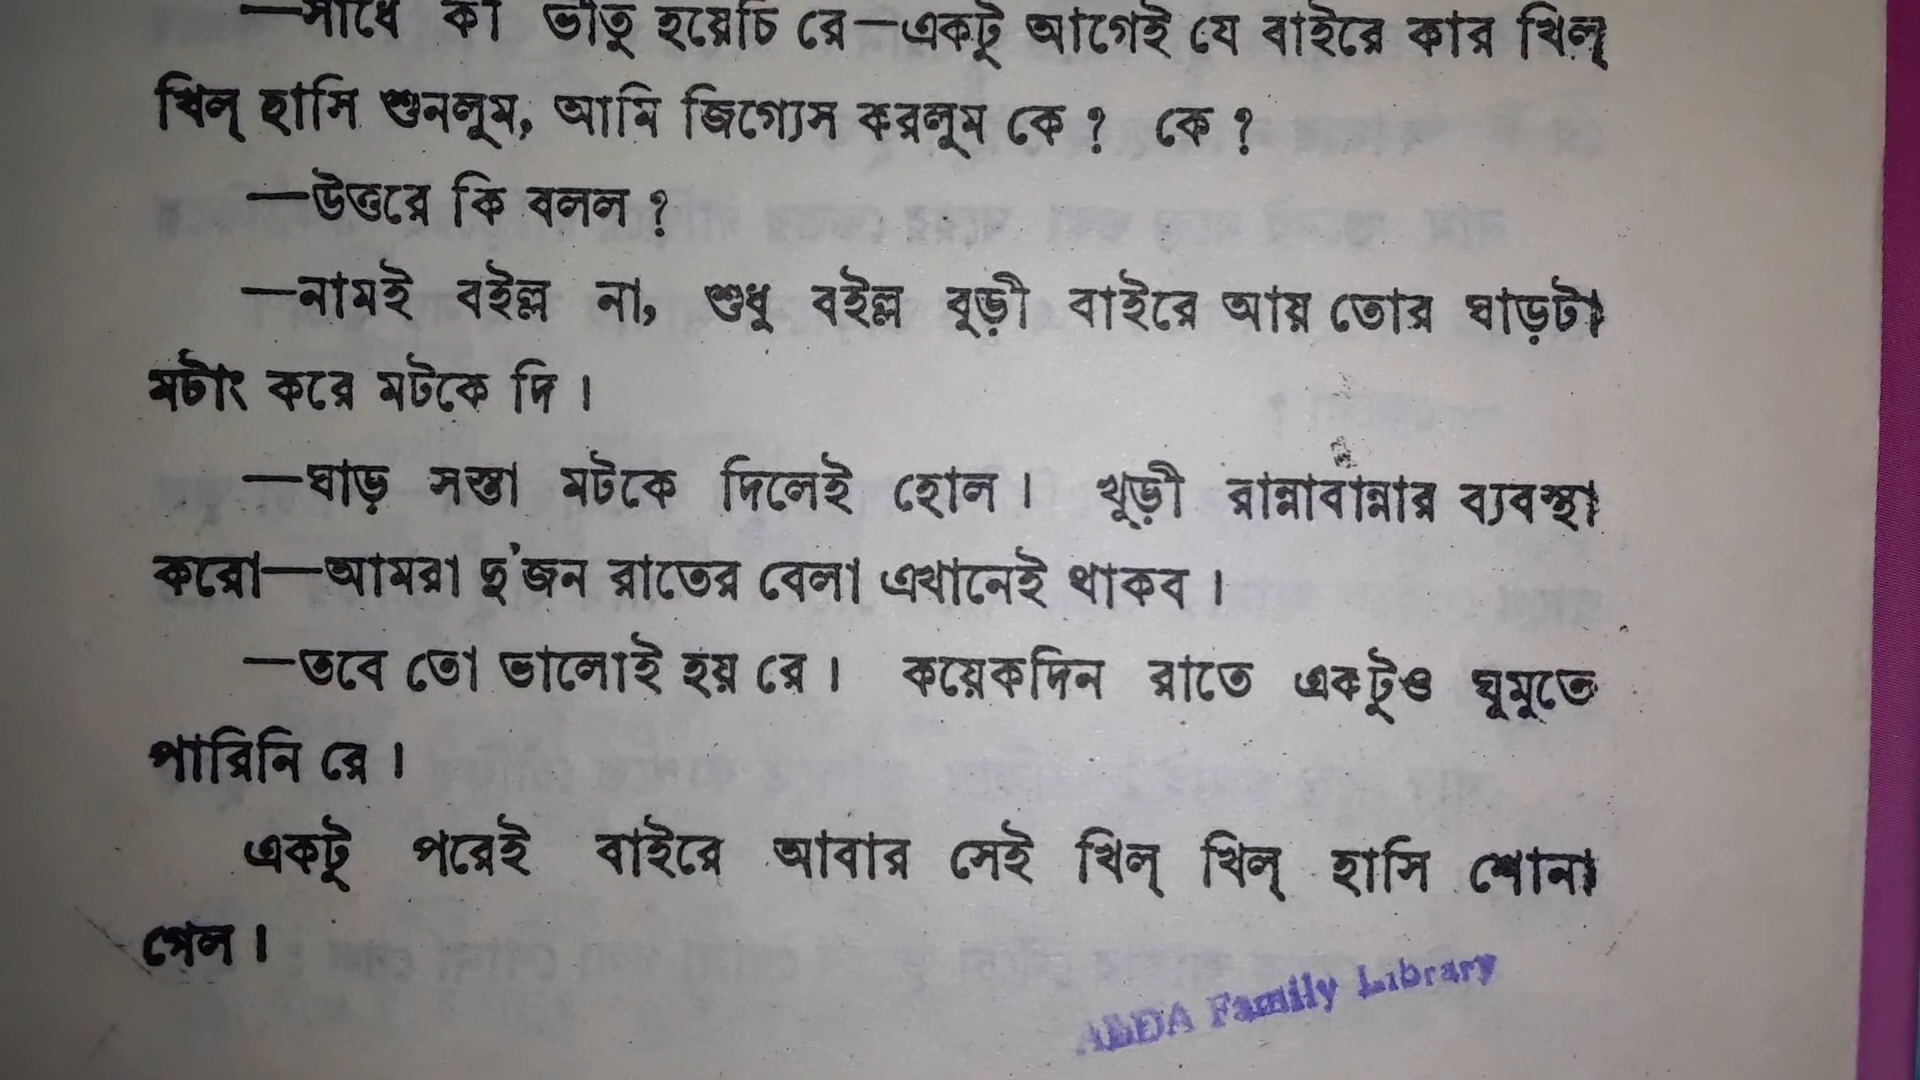 —সাধে কী ভীতু হয়েচি রে—একটু আগেই যে বাইরে কার খিল্
খিল্ হাসি শুনলুম, আমি জিগ্যেস করলুম কে ? কে ?
—উত্তরে কি বলল ?
—নামই বইল্ল না, শুধু বইল্ল বুড়ী বাইরে আয় তোর ঘাড়টা
মটাং করে মটকে দি ।
—ঘাড় সস্তা মটকে দিলেই হোল । খুড়ী রান্নাবান্নার ব্যবস্থা
করো—আমরা দু'জন রাতের বেলা এখানেই থাকব ।
—তবে তো ভালোই হয় রে । কয়েকদিন রাতে একটুও ঘুমুতে
পারিনি রে ।
একটু পরেই বাইরে আবার সেই খিল্ খিল্ হাসি শোনা
গেল ।
Family Library